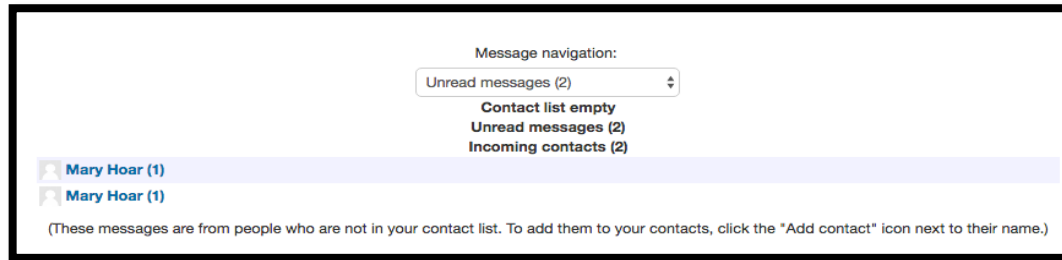 Message navigation:
Unread messages (2)
Contact list empty
Unread messages (2)
Incoming contacts (2)
Mary Hoar (1)
Mary Hoar (1)
(These messages are from people who are not in your contact list. To add them to your contacts, click the "Add contact" icon next to their name.)